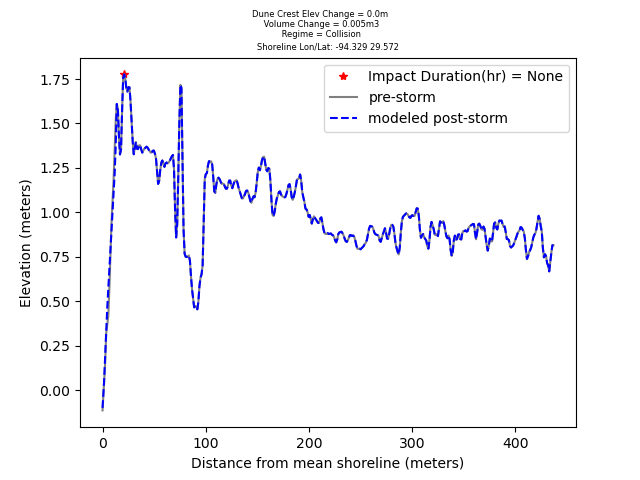 Dune Crest Elev Change = 0.0m
Volume Change = 0.005m3
Regime = Collision
Shoreline Lon/Lat: -94.329 29.572
Impact Duration(hr) = None
pre-storm
modeled post-storm
1.75
1.50
1.25
1.00
0.75
0.50
0.25
0.00
Elevation (meters)
0 100 200 300 400
Distance from mean shoreline (meters)